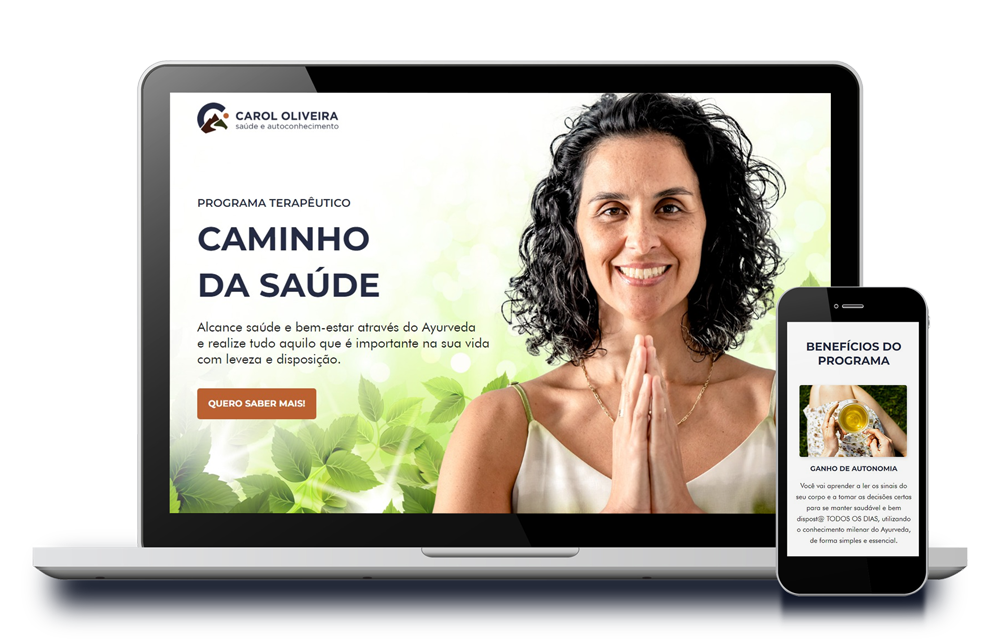 CAROL OLIVEIRA
saúde e autoconhecimento
PROGRAMA TERAPÊUTICO
CAMINHO
DA SAÚDE
Alcance saúde e bem-estar através do Ayurveda
e realize tudo aquilo que é importante na sua vida
com leveza e disposição.
QUERO SABER MAIS!
BENEFÍCIOS DO
PROGRAMA
GANHO DE AUTONOMIA
Você vai aprender a ler os sinais do
seu corpo e a tomar as decisões certas
para se manter saudável e bem
dispost@ TODOS OS DIAS, utilizando
o conhecimento milenar do Ayurveda,
de forma simples e essencial.